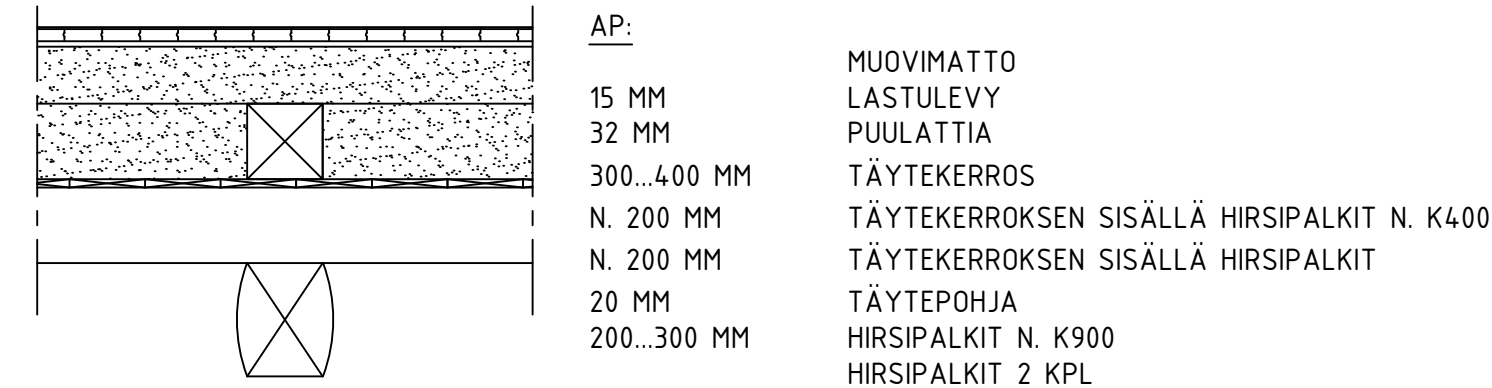 AP:
MUOVIMATTO
15 MM LASTULEVY
32 MM PUULATTIA
300...400 MM TÄYTEKERROS
N. 200 MM TÄYTEKERROKSEN SISÄLLÄ HIRSIPALKIT N. K400
N. 200 MM TÄYTEKERROKSEN SISÄLLÄ HIRSIPALKIT
20 MM TÄYTEPOHJA
200...300 MM HIRSIPALKIT N. K900
HIRSIPALKIT 2 KPL